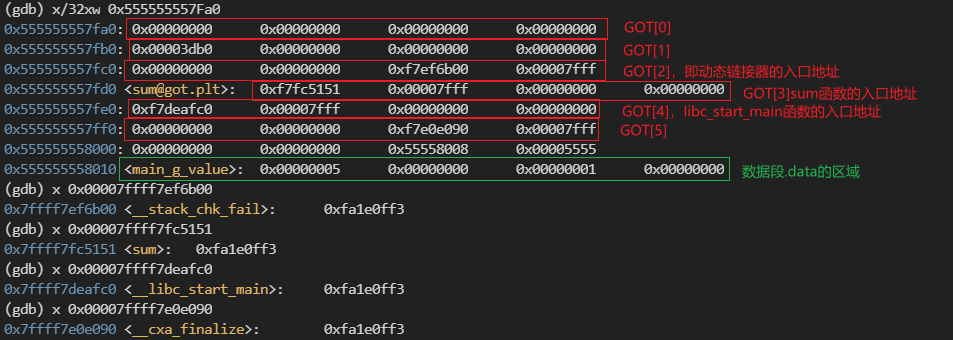 (gdb) x/32xw 0x555555557Fa0
0x555555557fa0: 0x00000000 0x00000000 0x00000000 0x00000000 GOT[0]
0x555555557fb0: 0x00003db0 0x00000000 0x00000000 0x00000000 GOT[1]
0x555555557fc0: 0x00000000 0x00000000 0xf7ef6b00 0x00007fff GOT[2]，即动态链接器的入口地址
0x555555557fd0 <sum@got.plt>: 0xf7fc5151 0x00007fff 0x00000000 0x00000000 GOT[3]sum函数的入口地址
0x555555557fe0: 0xf7deafc0 0x00007fff 0x00000000 0x00000000 GOT[4]，libc_start_main函数的入口地址
0x555555557ff0: 0x00000000 0x00000000 0xf7e0e090 0x00007fff GOT[5]
0x555555558000: 0x00000000 0x00000000 0x55558008 0x00005555
0x555555558010 <main_g_value>: 0x00000005 0x00000000 0x00000001 0x00000000 数据段.data的区域
(gdb) x 0x00007ffff7ef6b00
0x7ffff7ef6b00 <__stack_chk_fail>: 0xfa1e0ff3
(gdb) x 0x00007ffff7fc5151
0x7ffff7fc5151 <sum>: 0xfa1e0ff3
(gdb) x 0x00007ffff7deafc0
0x7ffff7deafc0 <__libc_start_main>: 0xfa1e0ff3
(gdb) x 0x00007ffff7e0e090
0x7ffff7e0e090 <__cxa_finalize>: 0xfa1e0ff3